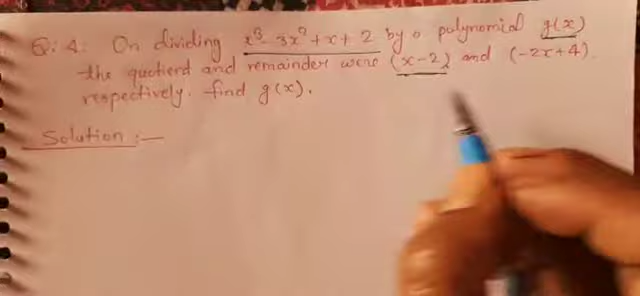 Q. 4. On dividing x³ 3x² + x + 2 by a polynomial g(x)
the quotient and remainder were (x-2) and (-2x+4)
respectively. find g(x).
Solution :-